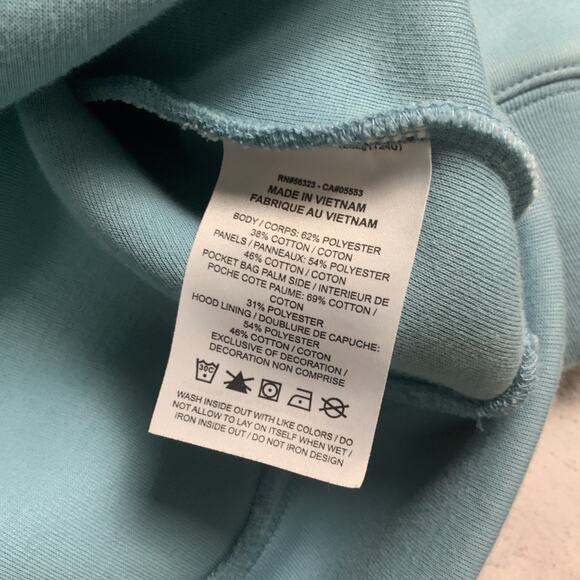 RN#56323 - CA#05553
MADE IN VIETNAM
FABRIQUE AU VIETNAM
BODY / CORPS: 62% POLYESTER
38% COTTON / COTON
PANELS / PANNEAUX: 54% POLYESTER
46% COTTON / COTON
POCKET BAG PALM SIDE / INTERIEUR DE
POCHE COTE PAUME: 69% COTTON /
COTON
31% POLYESTER
HOOD LINING / DOUBLURE DE CAPUCHE:
54% POLYESTER
46% COTTON / COTON
EXCLUSIVE OF DECORATION /
DECORATION NON COMPRISE
30C
WASH INSIDE OUT WITH LIKE COLORS / DO
NOT ALLOW TO LAY ON ITSELF WHEN WET /
IRON INSIDE OUT / DO NOT IRON DESIGN